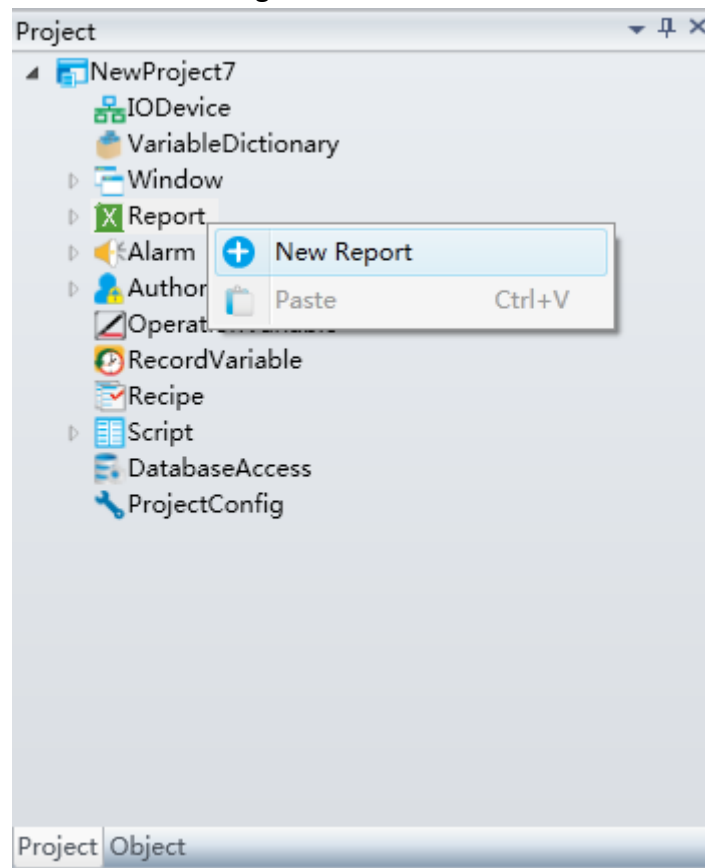 Project
NewProject7
IODevice
VariableDictionary
Window
Report
New Report
Alarm
Author
Paste Ctrl+V
RecordVariable
Recipe
Script
DatabaseAccess
ProjectConfig
Project Object